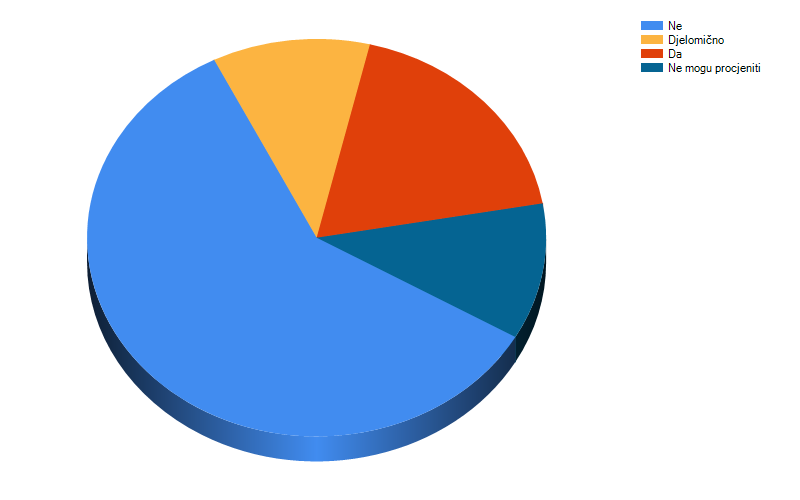 Ne
Djelomično
Da
Ne mogu procjeniti